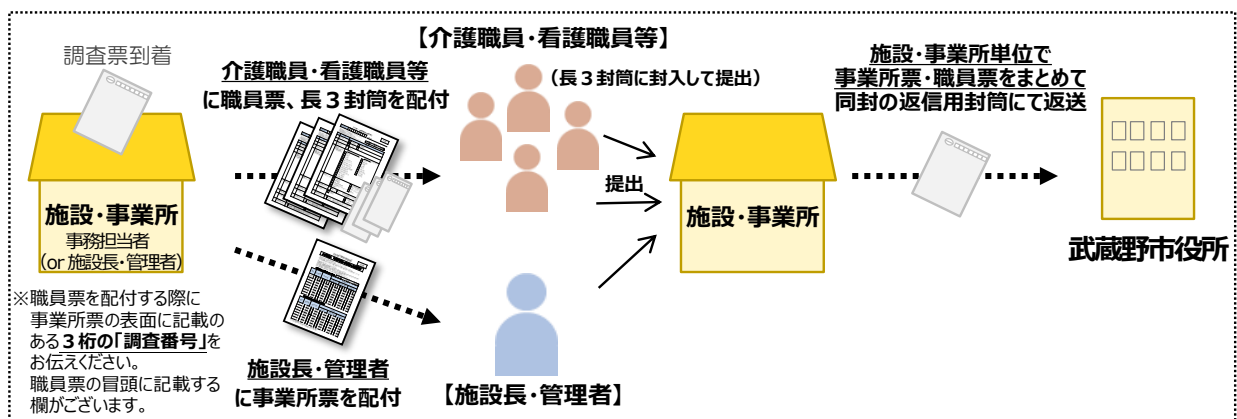 調査票到着
施設・事業所
事務担当者
(or 施設長・管理者)
※職員票を配付する際に
事業所票の表面に記載の
ある3桁の「調査番号」を
お伝えください。
職員票の冒頭に記載する
欄がございます。
介護職員・看護職員等
に職員票、長3封筒を配付
施設長・管理者
に事業所票を配付
【介護職員・看護職員等】
（長3封筒に封入して提出）
提出
【施設長・管理者】
施設・事業所
施設・事業所単位で
事業所票・職員票をまとめて
同封の返信用封筒にて返送
武蔵野市役所